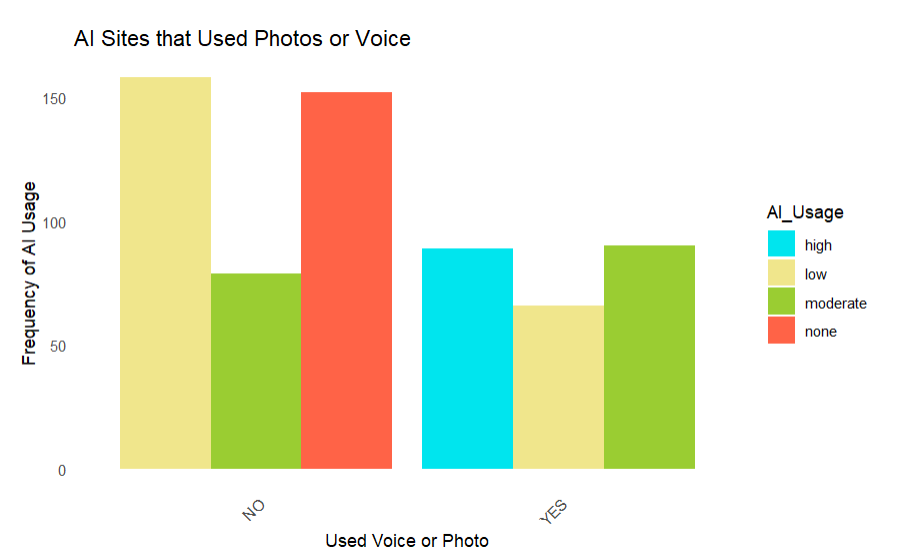 AI Sites that Used Photos or Voice
Frequency of AI Usage
150
100
50
0
NO
YES
Used Voice or Photo
AI_Usage
high
low
moderate
none